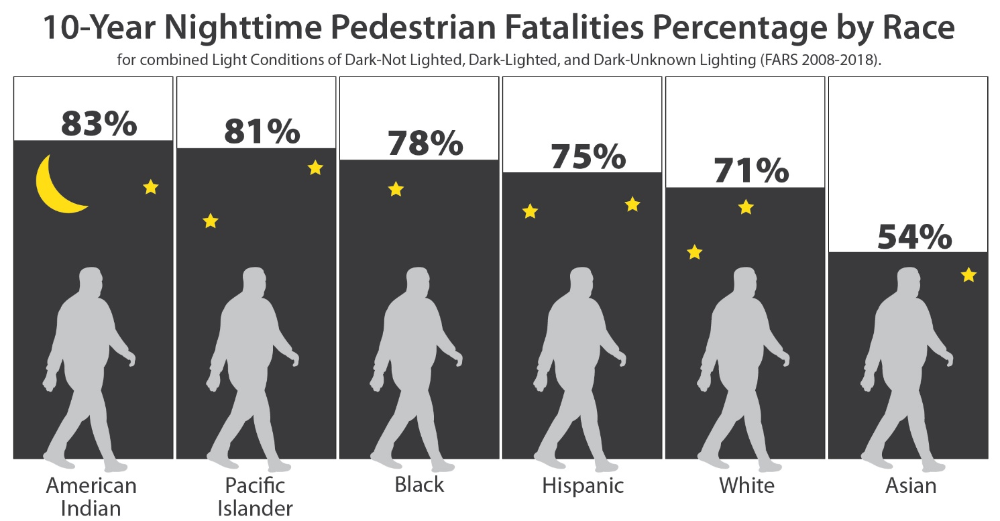 10-Year Nighttime Pedestrian Fatalities Percentage by Race
for combined Light Conditions of Dark-Not Lighted, Dark-Lighted, and Dark-Unknown Lighting (FARS 2008-2018).
83%
81%
78%
75%
71%
54%
American
Indian
Pacific
Islander
Black
Hispanic
White
Asian